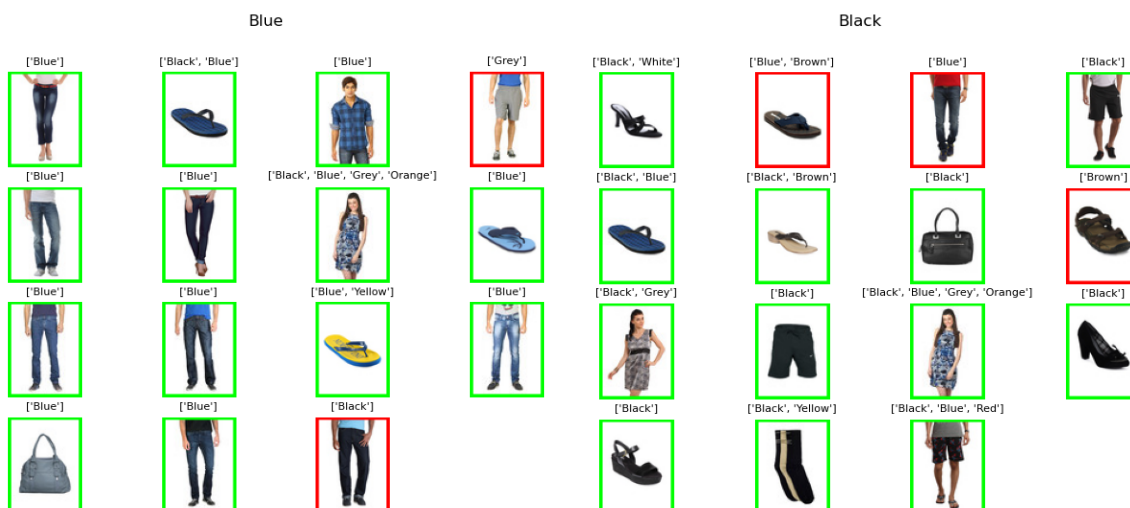 Blue Black
['Blue'] ['Black', 'Blue'] ['Blue'] ['Grey'] ['Black', 'White'] ['Blue', 'Brown'] ['Blue'] ['Black']
['Blue'] ['Blue'] ['Black', 'Blue', 'Grey', 'Orange'] ['Blue'] ['Black', 'Blue'] ['Black', 'Brown'] ['Black'] ['Brown']
['Blue'] ['Blue'] ['Blue', 'Yellow'] ['Blue'] ['Black', 'Grey'] ['Black'] ['Black', 'Blue', 'Grey', 'Orange'] ['Black']
['Blue'] ['Blue'] ['Black'] ['Black'] ['Black', 'Yellow'] ['Black', 'Blue', 'Red']